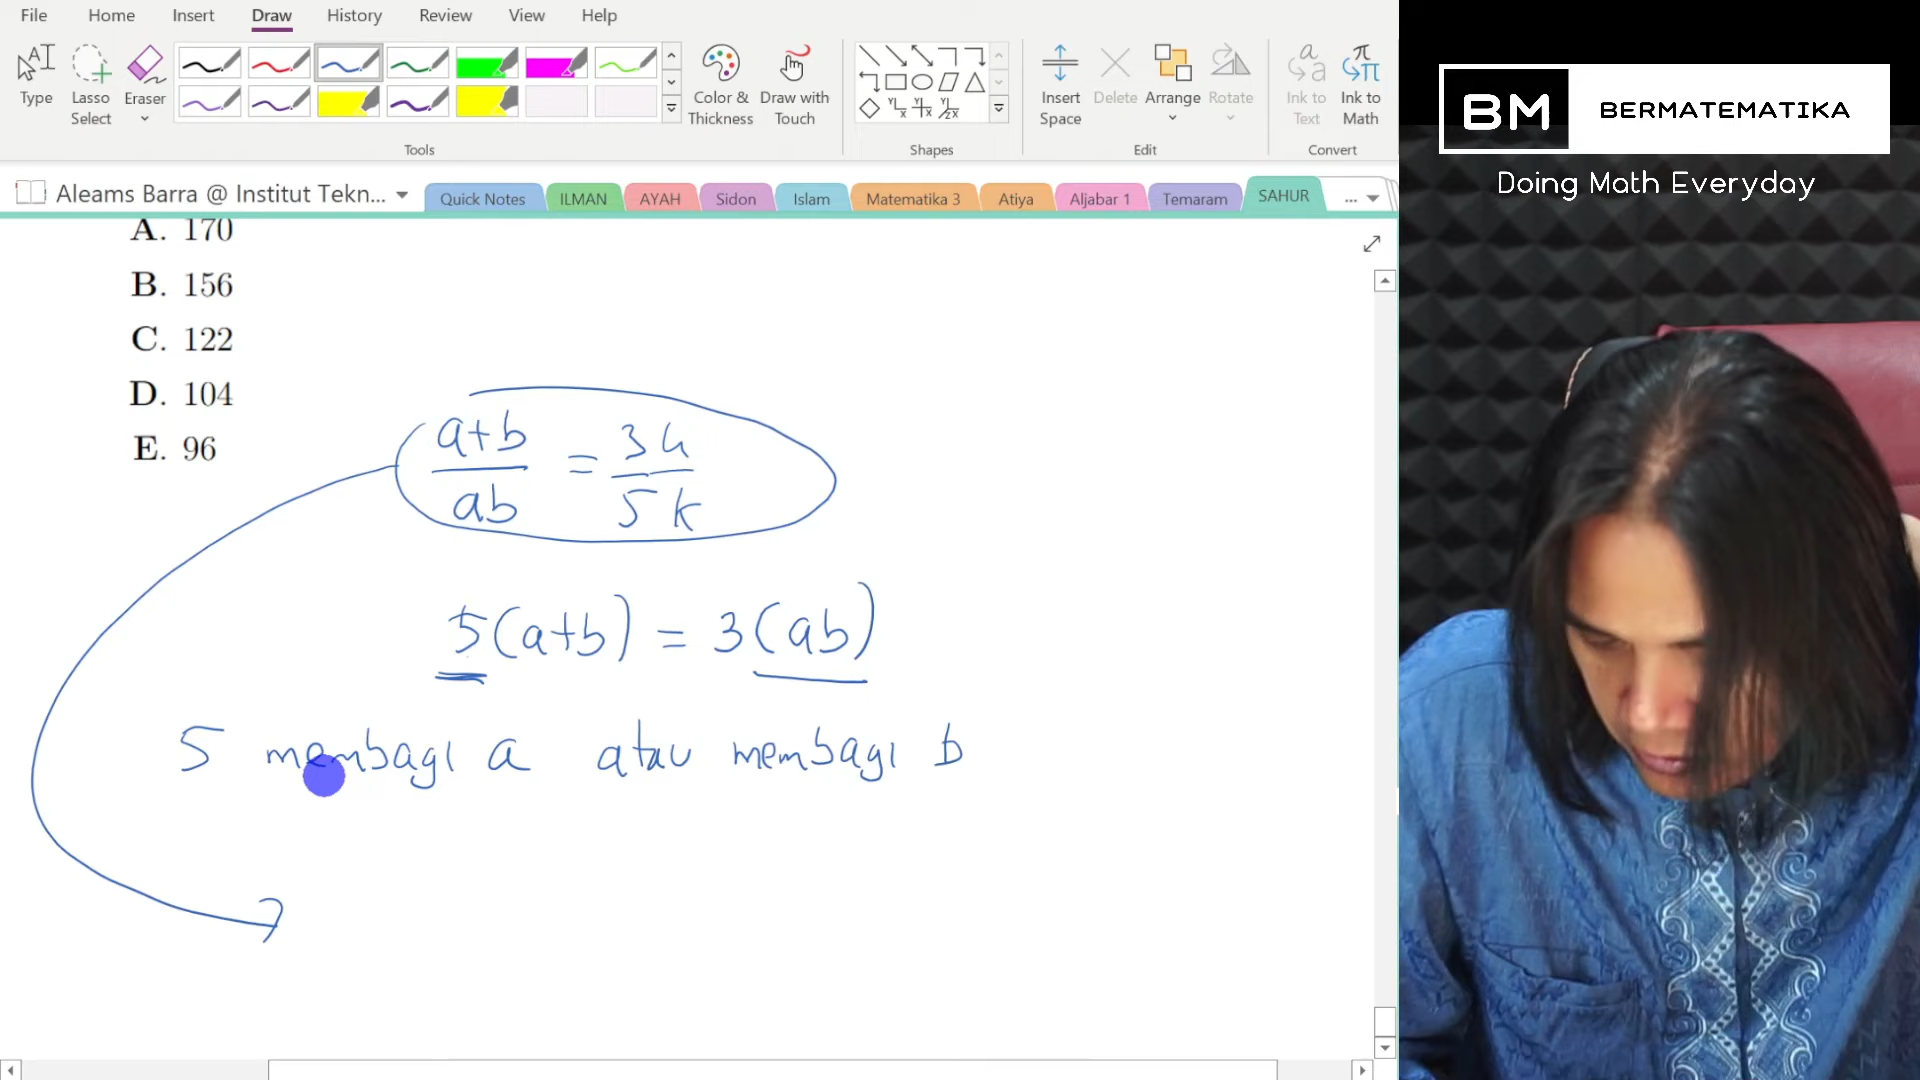 File Home Insert Draw History Review View Help
Type Lasso Select Eraser Color & Thickness Draw with Touch Insert Space Delete Arrange Rotate Ink to Text Ink to Math
Tools Shapes Edit Convert
Aleams Barra @ Institut Tekn... Quick Notes ILMAN AYAH Sidon Islam Matematika 3 Atiya Aljabar 1 Temaram SAHUR ...
BM BERMATEMATIKA
Doing Math Everyday
A. 170
B. 156
C. 122
D. 104
E. 96
a+b / ab = 3k / 5k
5(a+b) = 3(ab)
5 membagi a atau membagi b